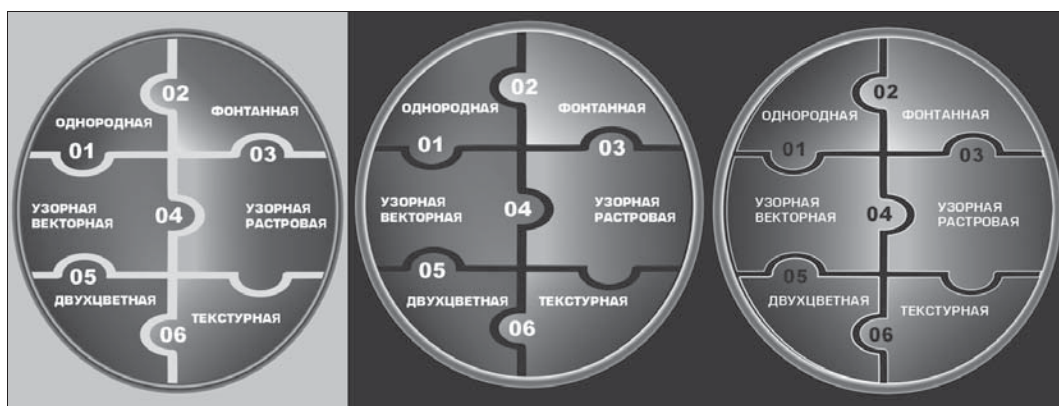 02
ОДНОРОДНАЯ
ФОНТАННАЯ
01
03
УЗОРНАЯ
ВЕКТОРНАЯ
04
УЗОРНАЯ
РАСТРОВАЯ
05
ДВУХЦВЕТНАЯ
ТЕКСТУРНАЯ
06
02
ОДНОРОДНАЯ
ФОНТАННАЯ
01
03
УЗОРНАЯ
ВЕКТОРНАЯ
04
УЗОРНАЯ
РАСТРОВАЯ
05
ДВУХЦВЕТНАЯ
ТЕКСТУРНАЯ
06
02
ОДНОРОДНАЯ
ФОНТАННАЯ
01
03
УЗОРНАЯ
ВЕКТОРНАЯ
04
УЗОРНАЯ
РАСТРОВАЯ
05
ДВУХЦВЕТНАЯ
ТЕКСТУРНАЯ
06